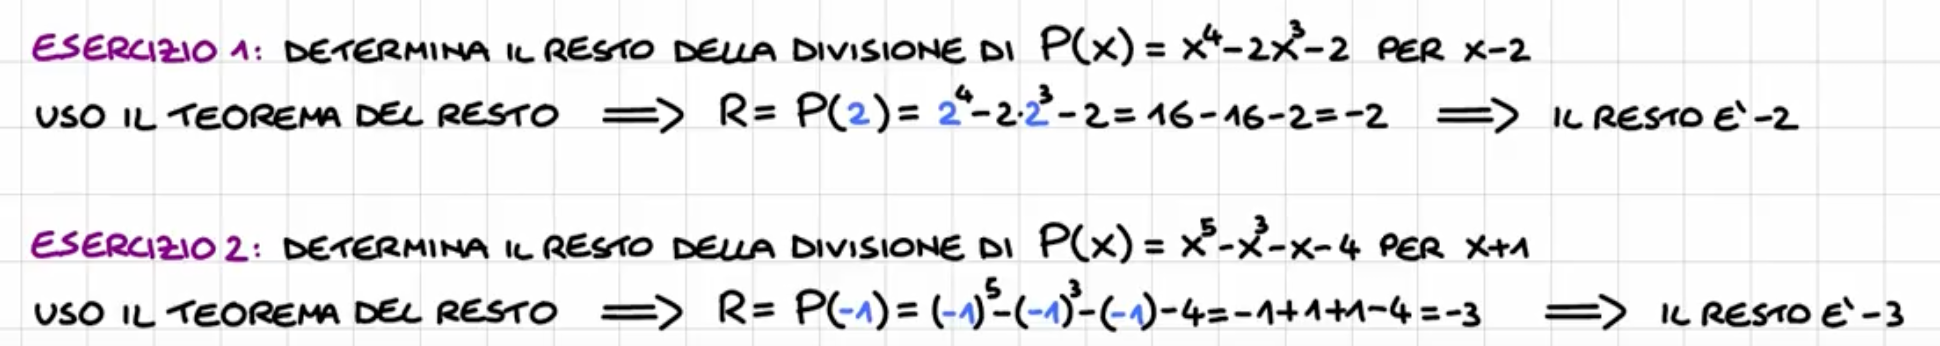 ESERCIZIO 1: DETERMINA IL RESTO DELLA DIVISIONE DI P(x) = x⁴-2x³-2 PER x-2
USO IL TEOREMA DEL RESTO ⟹ R= P(2)= 2⁴-2·2³-2=16-16-2=-2 ⟹ IL RESTO E' -2
ESERCIZIO 2: DETERMINA IL RESTO DELLA DIVISIONE DI P(x) = x⁵-x³-x-4 PER x+1
USO IL TEOREMA DEL RESTO ⟹ R= P(-1)= (-1)⁵-(-1)³-(-1)-4=-1+1+1-4=-3 ⟹ IL RESTO E' -3